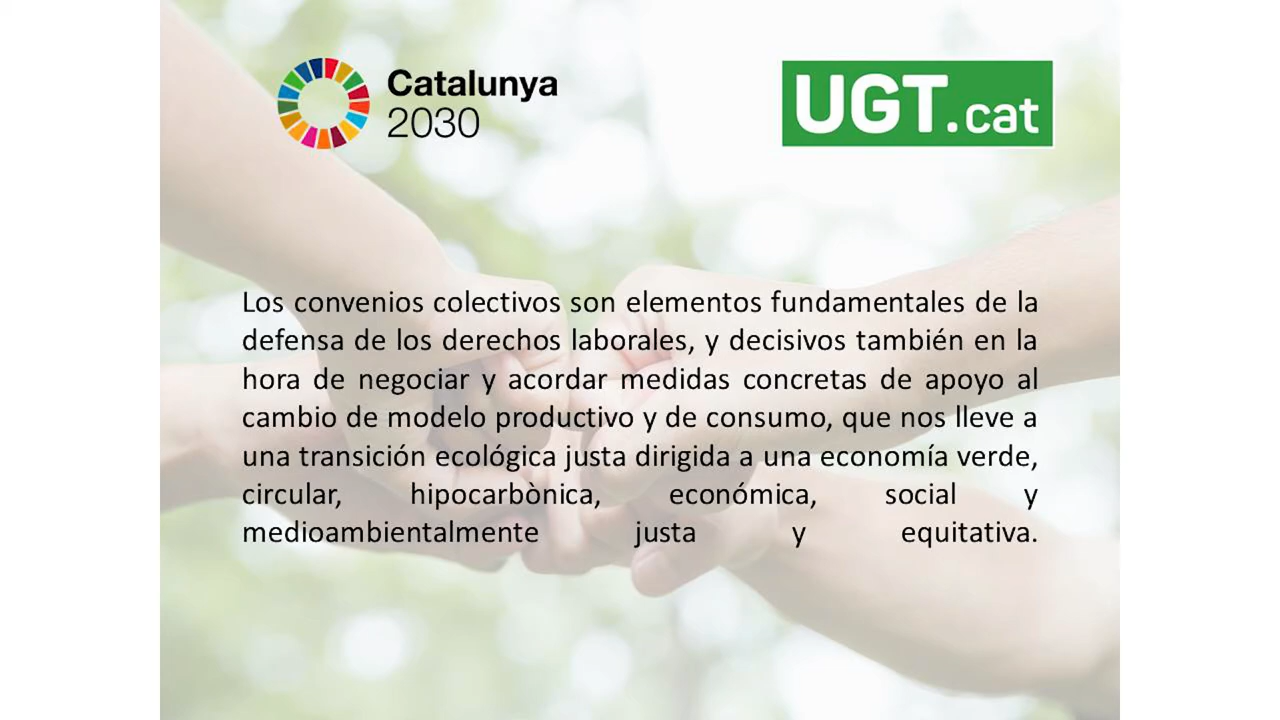 Catalunya
2030
UGT.cat
Los convenios colectivos son elementos fundamentales de la
defensa de los derechos laborales, y decisivos también en la
hora de negociar y acordar medidas concretas de apoyo al
cambio de modelo productivo y de consumo, que nos lleve a
una transición ecológica justa dirigida a una economía verde,
circular, hipocarbònica, económica, social y
medioambientalmente justa y equitativa.